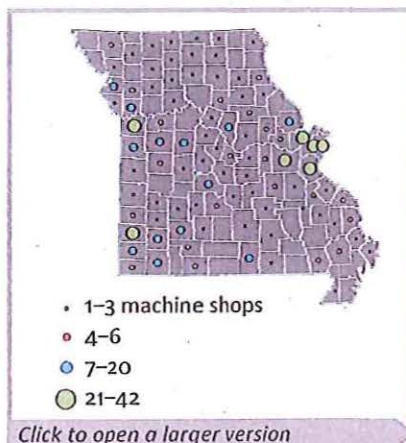 1–3 machine shops
4–6
7–20
21–42
Click to open a larger version